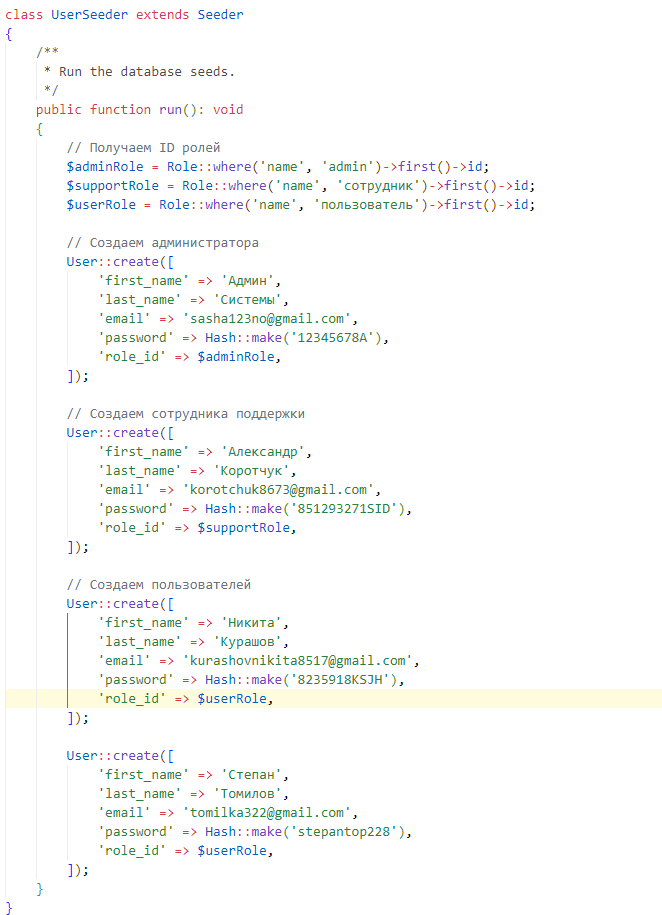 class UserSeeder extends Seeder
{
    /**
     * Run the database seeds.
     */
    public function run(): void
    {
        // Получаем ID ролей
        $adminRole = Role::where('name', 'admin')->first()->id;
        $supportRole = Role::where('name', 'сотрудник')->first()->id;
        $userRole = Role::where('name', 'пользователь')->first()->id;

        // Создаем администратора
        User::create([
            'first_name' => 'Админ',
            'last_name' => 'Системы',
            'email' => 'sasha123no@gmail.com',
            'password' => Hash::make('12345678A'),
            'role_id' => $adminRole,
        ]);

        // Создаем сотрудника поддержки
        User::create([
            'first_name' => 'Александр',
            'last_name' => 'Коротчук',
            'email' => 'korotchuk8673@gmail.com',
            'password' => Hash::make('851293271SID'),
            'role_id' => $supportRole,
        ]);

        // Создаем пользователей
        User::create([
            'first_name' => 'Никита',
            'last_name' => 'Курашов',
            'email' => 'kurashovnikita8517@gmail.com',
            'password' => Hash::make('8235918KSJH'),
            'role_id' => $userRole,
        ]);

        User::create([
            'first_name' => 'Степан',
            'last_name' => 'Томилов',
            'email' => 'tomilka322@gmail.com',
            'password' => Hash::make('stepantop228'),
            'role_id' => $userRole,
        ]);
    }
}